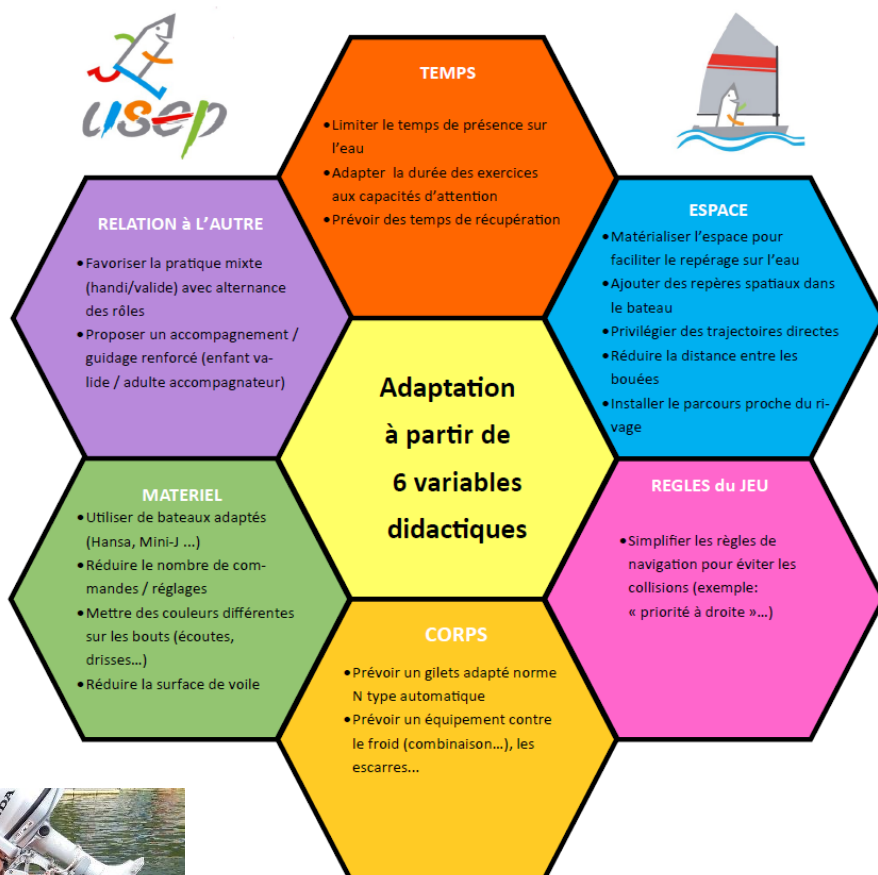 usep
TEMPS
•Limiter le temps de présence sur
l'eau
•Adapter la durée des exercices
aux capacités d'attention
•Prévoir des temps de récupération
RELATION à L'AUTRE
•Favoriser la pratique mixte
(handi/valide) avec alternance
des rôles
•Proposer un accompagnement /
guidage renforcé (enfant va-
lide / adulte accompagnateur)
ESPACE
•Matérialiser l'espace pour
faciliter le repérage sur l'eau
•Ajouter des repères spatiaux dans
le bateau
•Privilégier des trajectoires directes
•Réduire la distance entre les
bouées
•Installer le parcours proche du ri-
vage
Adaptation
à partir de
6 variables
didactiques
MATERIEL
•Utiliser de bateaux adaptés
(Hansa, Mini-J ...)
•Réduire le nombre de com-
mandes / réglages
•Mettre des couleurs différentes
sur les bouts (écoutes,
drisses...)
•Réduire la surface de voile
REGLES du JEU
•Simplifier les règles de
navigation pour éviter les
collisions (exemple:
« priorité à droite »...)
CORPS
•Prévoir un gilets adapté norme
N type automatique
•Prévoir un équipement contre
le froid (combinaison...), les
escarres...